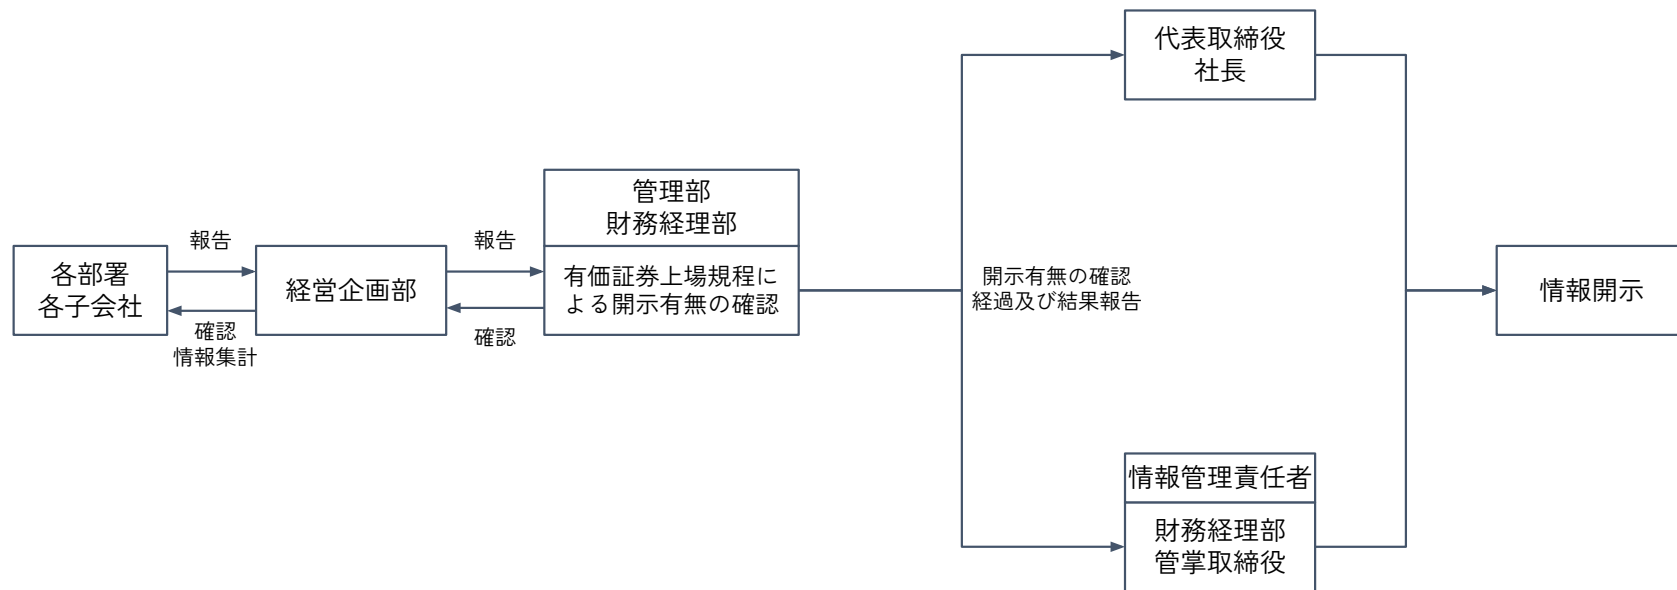 代表取締役
社長
管理部
財務経理部
有価証券上場規程に
よる開示有無の確認
報告
報告
各部署
各子会社
経営企画部
確認
情報集計
確認
開示有無の確認
経過及び結果報告
情報開示
情報管理責任者
財務経理部
管掌取締役